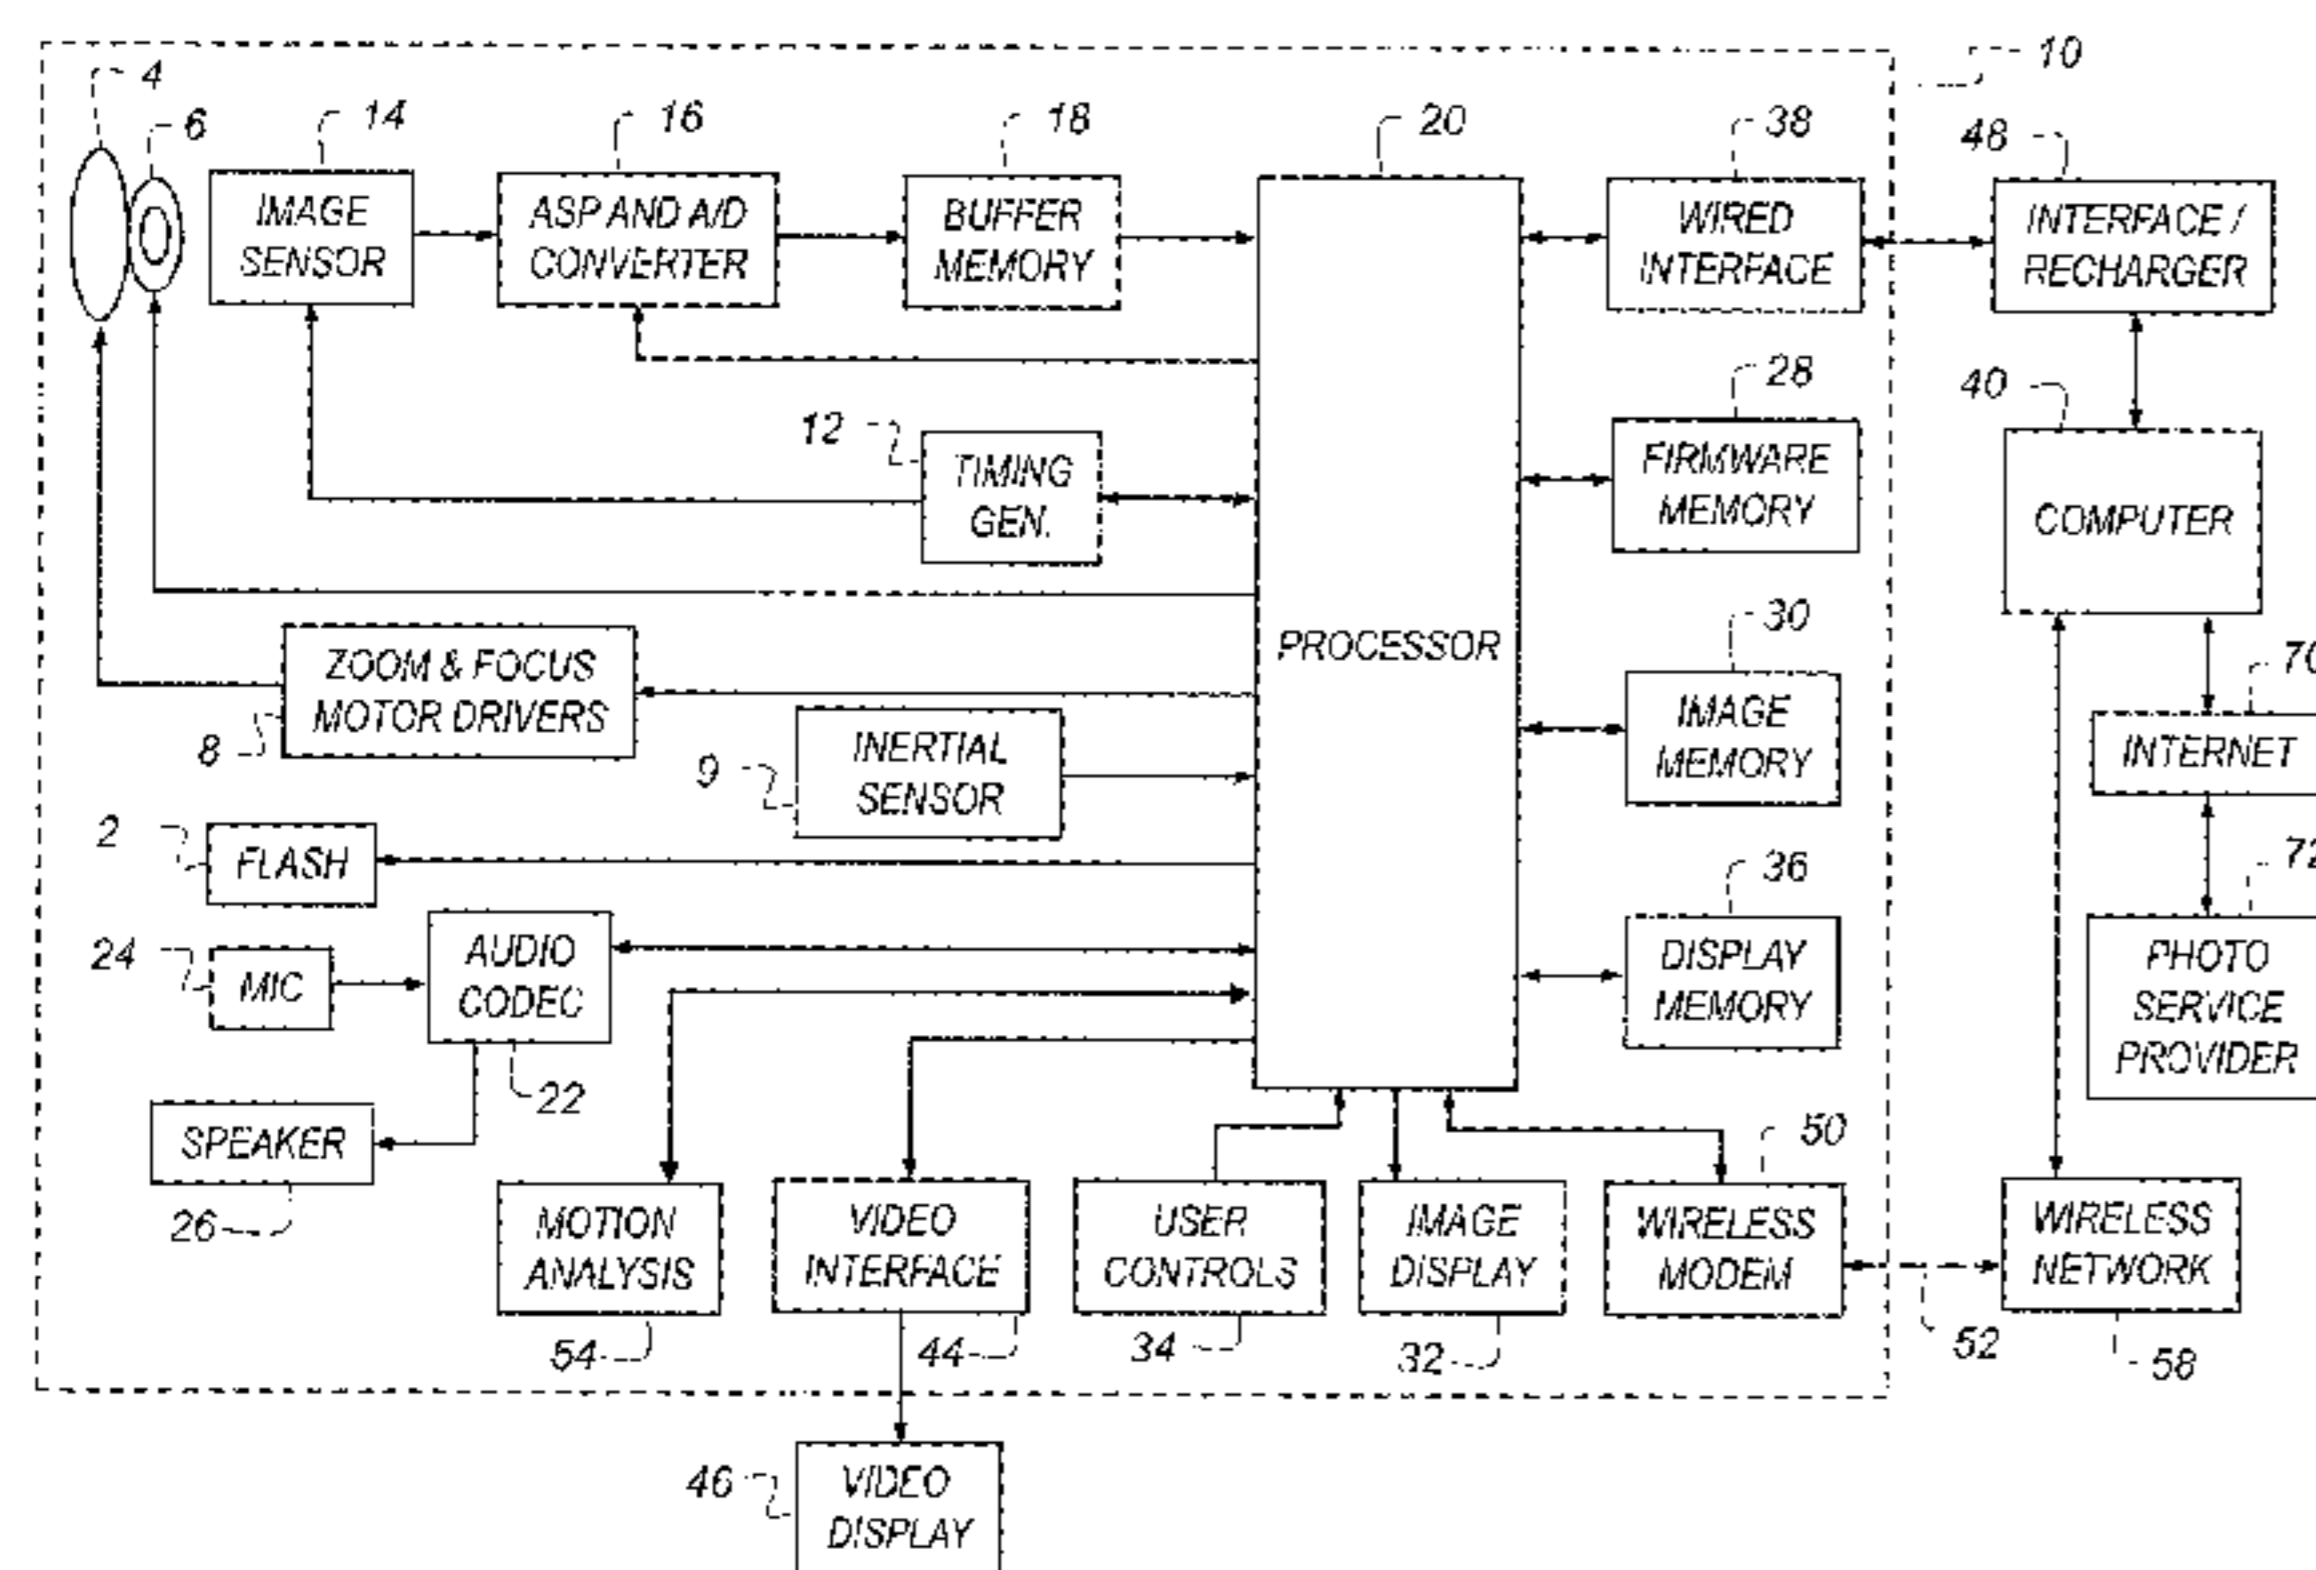 4
6
14
16
18
20
38
10
48
IMAGE
SENSOR
ASP AND A/D
CONVERTER
BUFFER
MEMORY
WIRED
INTERFACE
INTERFACE /
RECHARGER
12
TIMING
GEN.
28
FIRMWARE
MEMORY
40
COMPUTER
PROCESSOR
30
IMAGE
MEMORY
ZOOM & FOCUS
MOTOR DRIVERS
8
9
INERTIAL
SENSOR
70
INTERNET
2
FLASH
36
DISPLAY
MEMORY
72
PHOTO
SERVICE
PROVIDER
24
MIC
AUDIO
CODEC
22
SPEAKER
26
50
MOTION
ANALYSIS
54
VIDEO
INTERFACE
44
USER
CONTROLS
34
IMAGE
DISPLAY
32
WIRELESS
MODEM
52
WIRELESS
NETWORK
58
46
VIDEO
DISPLAY